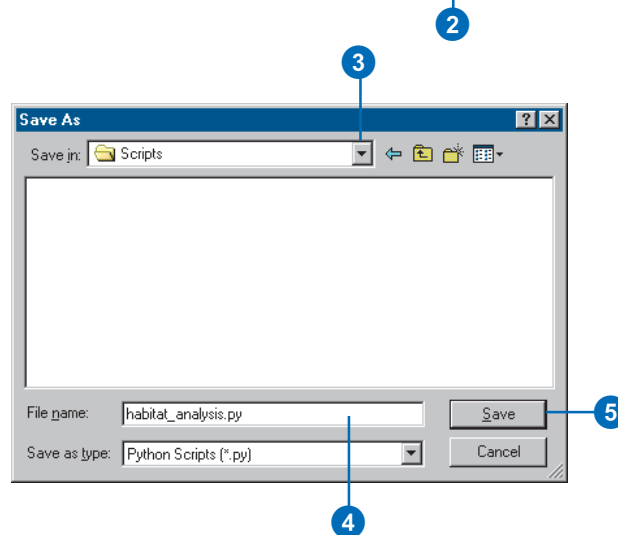 2
3
Save As
Save in: Scripts
File name: habitat_analysis.py Save 5
Save as type: Python Scripts (*.py) Cancel
4